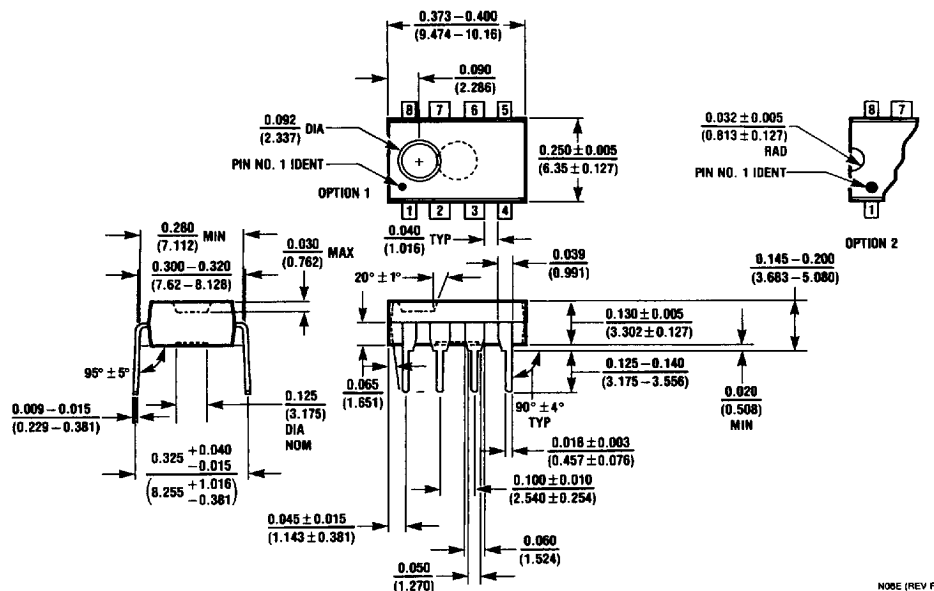 0.373–0.400
(9.474–10.16)
0.090
(2.286)
8 7 6 5
0.092
(2.337) DIA
PIN NO. 1 IDENT
OPTION 1
1 2 3 4
0.250 ± 0.005
(6.35 ± 0.127)
0.032 ± 0.005
(0.813 ± 0.127)
RAD
PIN NO. 1 IDENT
8 7
1
OPTION 2
0.280
(7.112) MIN
0.300–0.320
(7.62–8.128)
0.030
(0.762) MAX
0.040
(1.016) TYP
0.039
(0.991)
20° ± 1°
0.145–0.200
(3.683–5.080)
0.130 ± 0.005
(3.302 ± 0.127)
0.125–0.140
(3.175–3.556)
0.020
(0.508)
MIN
95° ± 5°
0.009–0.015
(0.229–0.381)
0.125
(3.175)
DIA
NOM
0.065
(1.651)
90° ± 4°
TYP
0.325 +0.040
−0.015
(8.255 +1.016
−0.381)
0.018 ± 0.003
(0.457 ± 0.076)
0.100 ± 0.010
(2.540 ± 0.254)
0.045 ± 0.015
(1.143 ± 0.381)
0.060
(1.524)
0.050
(1.270)
N08E (REV F